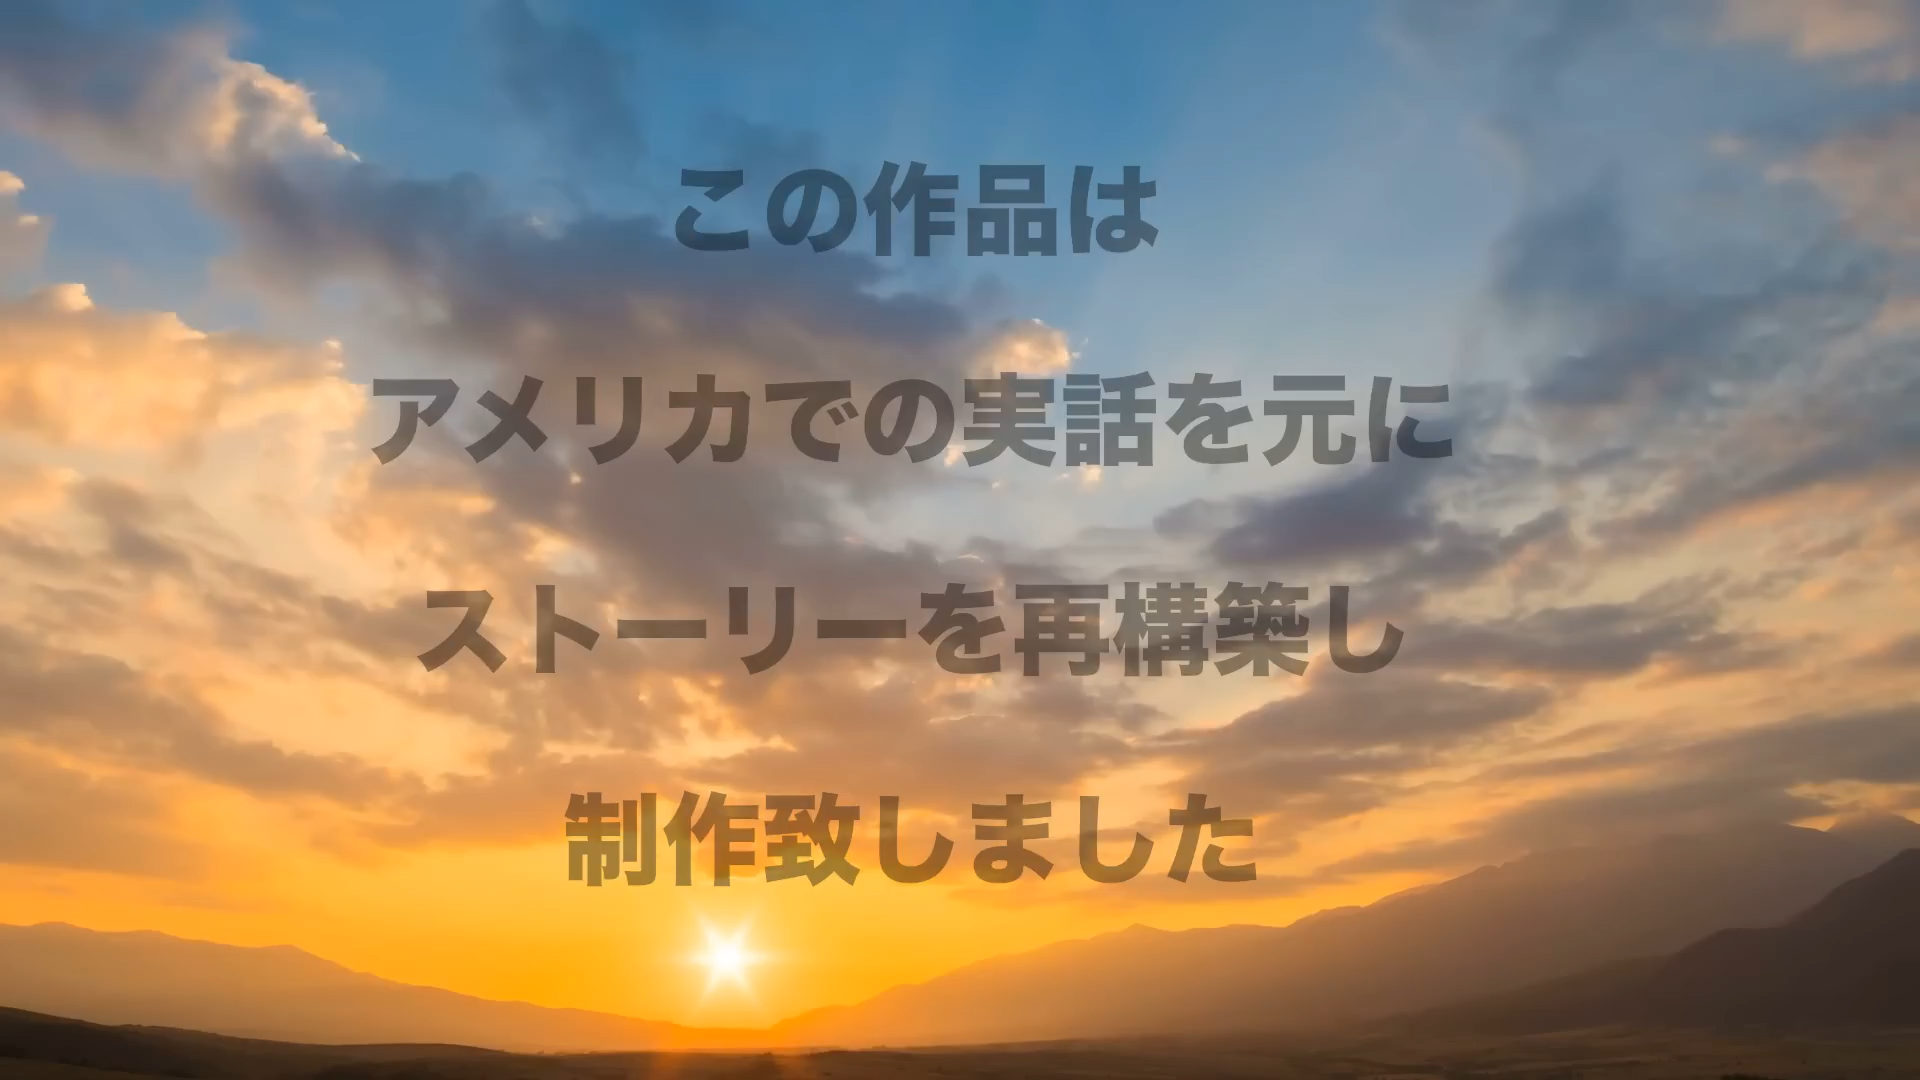 この作品は
アメリカでの実話を元に
ストーリーを再構築し
制作致しました